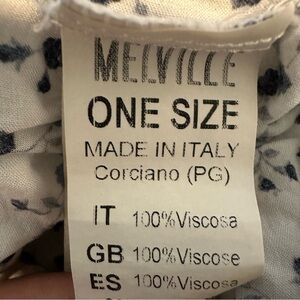 MELVILLE
ONE SIZE
MADE IN ITALY
Corciano (PG)
IT 100%Viscosa
GB 100%Viscose
ES 100%Viscosa